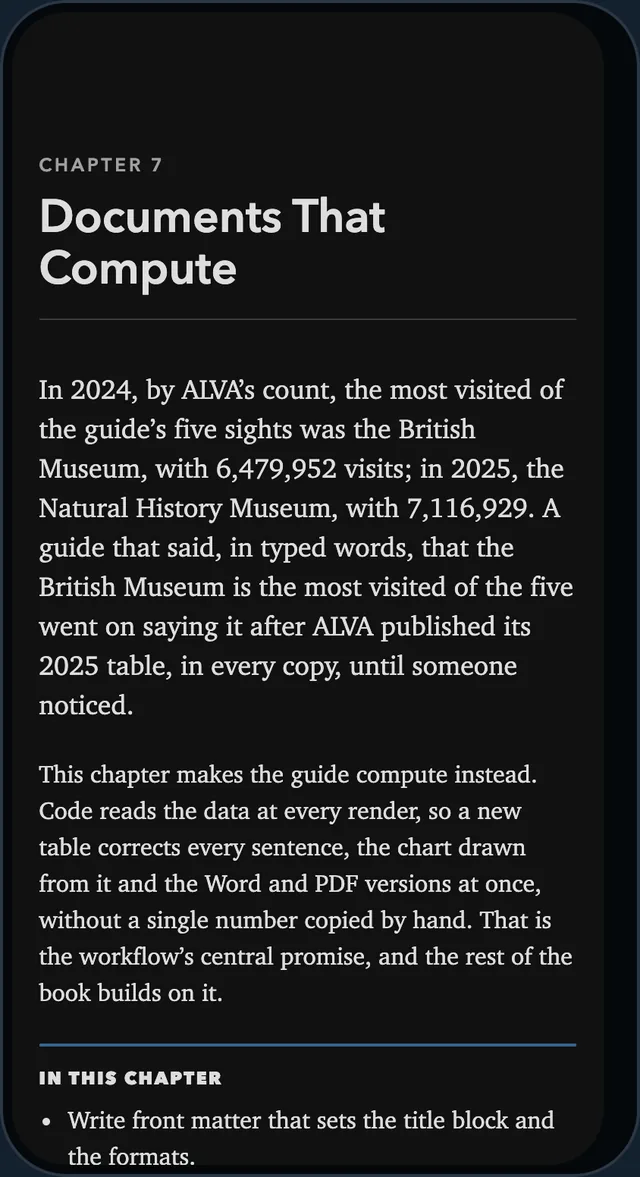 CHAPTER 7
Documents That
Compute
In 2024, by ALVA’s count, the most visited of
the guide’s five sights was the British
Museum, with 6,479,952 visits; in 2025, the
Natural History Museum, with 7,116,929. A
guide that said, in typed words, that the
British Museum is the most visited of the five
went on saying it after ALVA published its
2025 table, in every copy, until someone
noticed.
This chapter makes the guide compute instead.
Code reads the data at every render, so a new
table corrects every sentence, the chart drawn
from it and the Word and PDF versions at once,
without a single number copied by hand. That is
the workflow’s central promise, and the rest of the
book builds on it.
IN THIS CHAPTER
• Write front matter that sets the title block and
the formats.